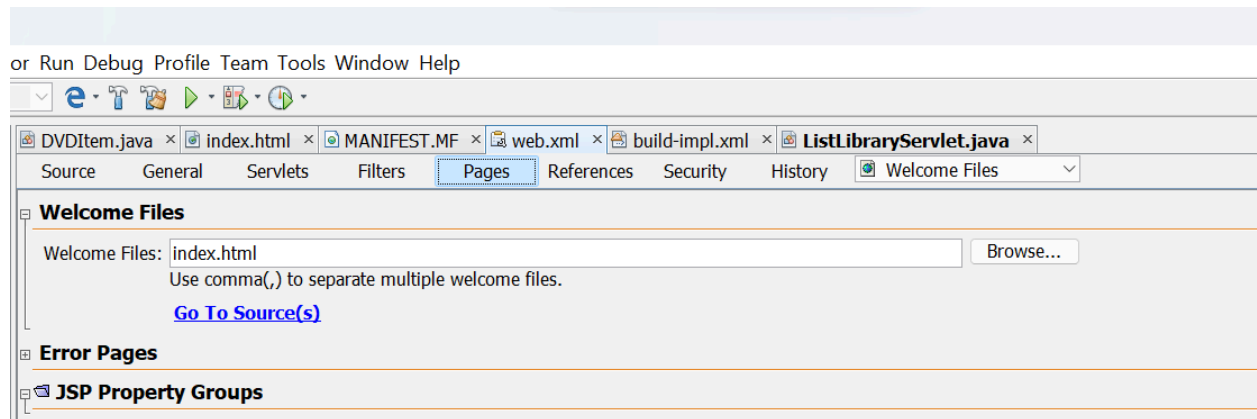 or Run Debug Profile Team Tools Window Help
DVDItem.java × index.html × MANIFEST.MF × web.xml × build-impl.xml × ListLibraryServlet.java ×
Source General Servlets Filters Pages References Security History Welcome Files
Welcome Files
Welcome Files: index.html Browse...
Use comma(,) to separate multiple welcome files.
Go To Source(s)
Error Pages
JSP Property Groups